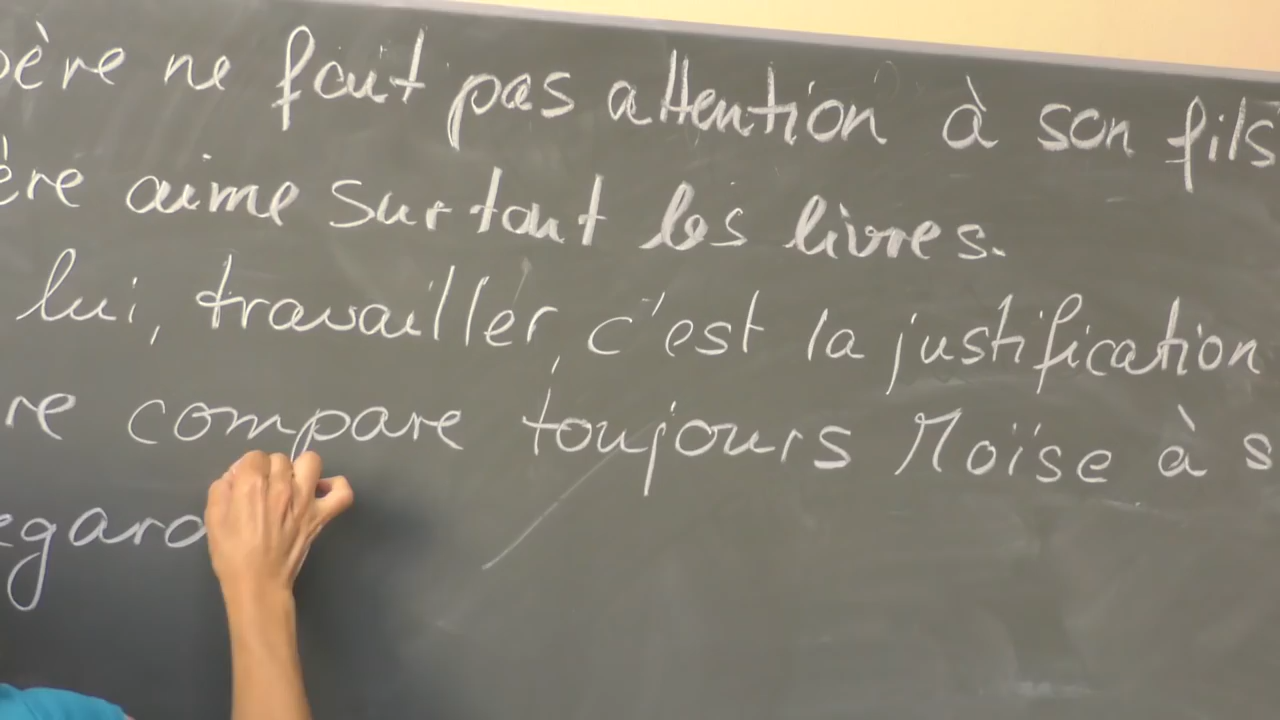 père ne fait pas attention à son fils
ère aime surtout les livres.
lui, travailler, c'est la justification
re compare toujours Moïse à s
egard